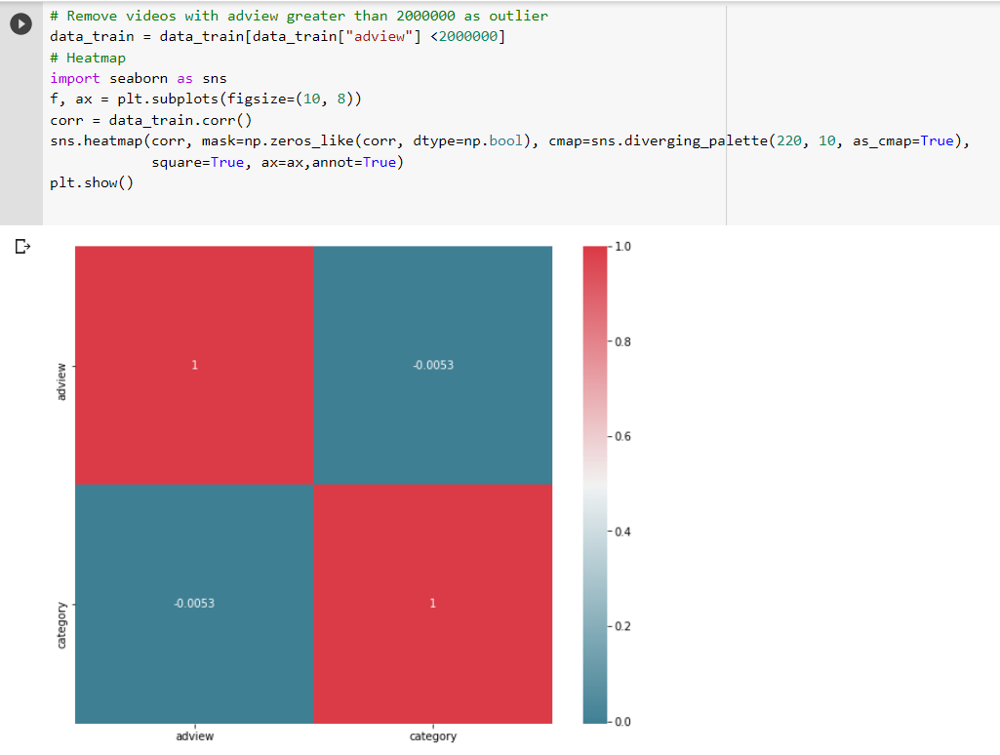 # Remove videos with adview greater than 2000000 as outlier
data_train = data_train[data_train["adview"] <2000000]
# Heatmap
import seaborn as sns
f, ax = plt.subplots(figsize=(10, 8))
corr = data_train.corr()
sns.heatmap(corr, mask=np.zeros_like(corr, dtype=np.bool), cmap=sns.diverging_palette(220, 10, as_cmap=True),
square=True, ax=ax,annot=True)
plt.show()
1.0
0.8
adview
1
-0.0053
0.6
0.4
category
-0.0053
1
0.2
0.0
adview
category